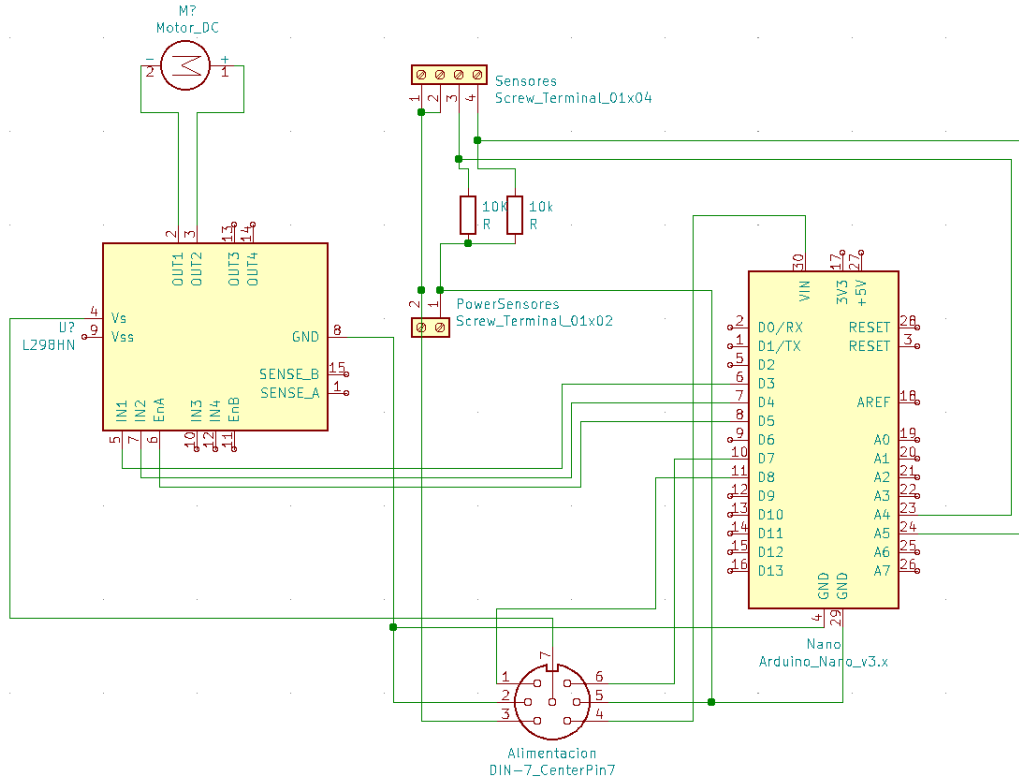 M?
Motor_DC
− +
2 1
Sensores
Screw_Terminal_01x04
1 2 3 4
10K
R
10k
R
2 3 13 14
OUT1 OUT2 OUT3 OUT4
4 Vs
9 Vss
U?
L298HN
GND 8
SENSE_B 15
SENSE_A 1
IN1 IN2 EnA IN3 IN4 EnB
5 7 6 10 12 11
2 1
PowerSensores
Screw_Terminal_01x02
30 17 27
VIN 3V3 +5V
2 D0/RX RESET 28
1 D1/TX RESET 3
5 D2
6 D3
7 D4 AREF 18
8 D5
9 D6 A0 19
10 D7 A1 20
11 D8 A2 21
12 D9 A3 22
13 D10 A4 23
14 D11 A5 24
15 D12 A6 25
16 D13 A7 26
GND GND
4 29
Nano
Arduino_Nano_v3.x
7
1 6
2 5
3 4
Alimentacion
DIN-7_CenterPin7